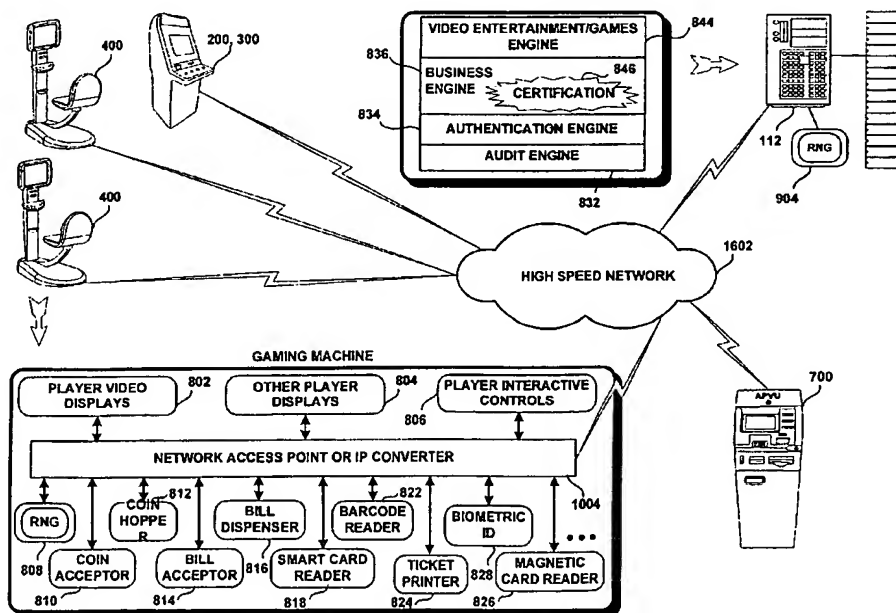 400
200, 300
VIDEO ENTERTAINMENT/GAMES
ENGINE
844
836
BUSINESS
ENGINE
846
CERTIFICATION
834
AUTHENTICATION ENGINE
AUDIT ENGINE
832
112
RNG
904
400
HIGH SPEED NETWORK
1602
GAMING MACHINE
PLAYER VIDEO
DISPLAYS
802
OTHER PLAYER
DISPLAYS
804
PLAYER INTERACTIVE
CONTROLS
806
APVU
700
NETWORK ACCESS POINT OR IP CONVERTER
1004
RNG
808
COIN
HOPPE
R
812
BILL
DISPENSER
816
BARCODE
READER
822
BIOMETRIC
ID
828
COIN
ACCEPTOR
810
BILL
ACCEPTOR
814
SMART CARD
READER
818
TICKET
PRINTER
824
MAGNETIC
CARD READER
826